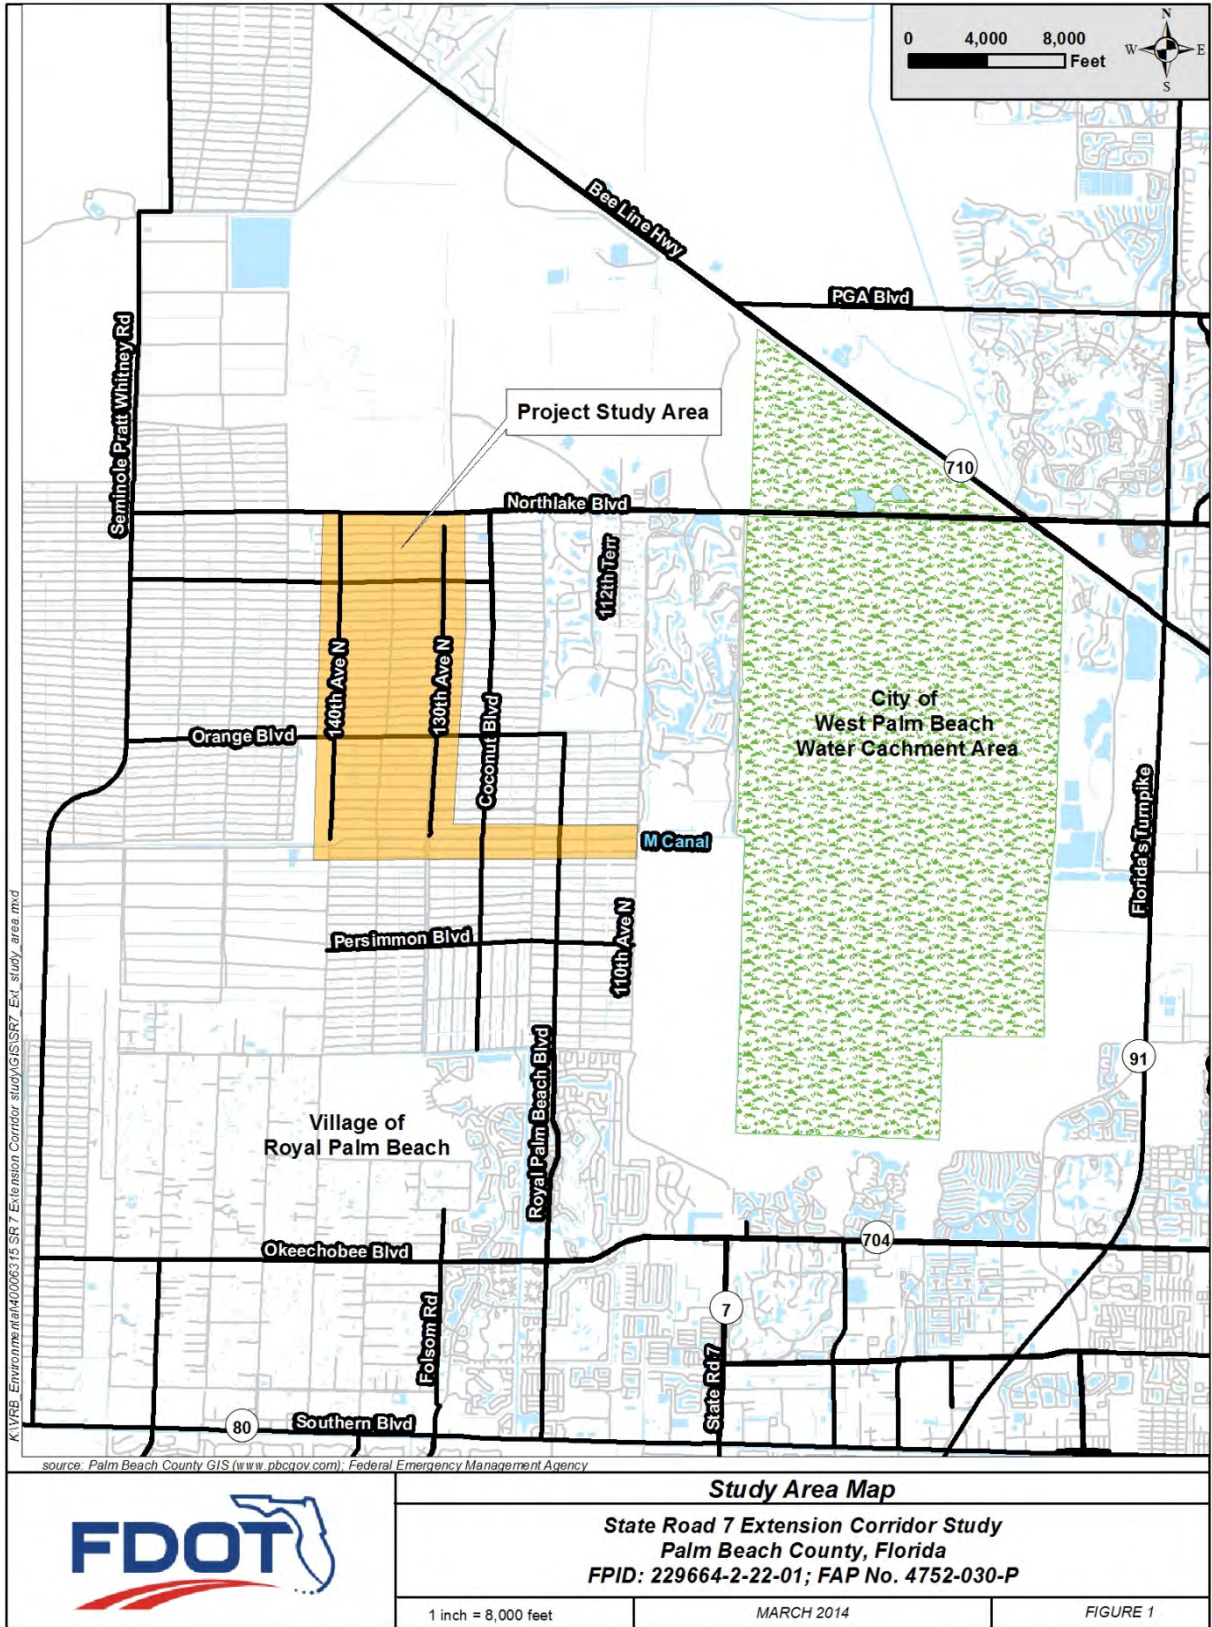 0 4,000 8,000
Feet
N
W E
S
Bee Line Hwy
PGA Blvd
Seminole Pratt Whitney Rd
Project Study Area
710
Northlake Blvd
112th Terr
140th Ave N
130th Ave N
City of
West Palm Beach
Water Cachment Area
Orange Blvd
Coconut Blvd
Florida's Turnpike
M Canal
Persimmon Blvd
110th Ave N
Royal Palm Beach Blvd
91
Village of
Royal Palm Beach
704
Okeechobee Blvd
Folsom Rd
7
State Rd 7
80
Southern Blvd
K:\VRB_Environmental\40006315 SR 7 Extension Corridor study\GIS\SR7_Ext_study_area.mxd
source: Palm Beach County GIS (www.pbcgov.com); Federal Emergency Management Agency
FDOT
Study Area Map
State Road 7 Extension Corridor Study
Palm Beach County, Florida
FPID: 229664-2-22-01; FAP No. 4752-030-P
1 inch = 8,000 feet
MARCH 2014
FIGURE 1